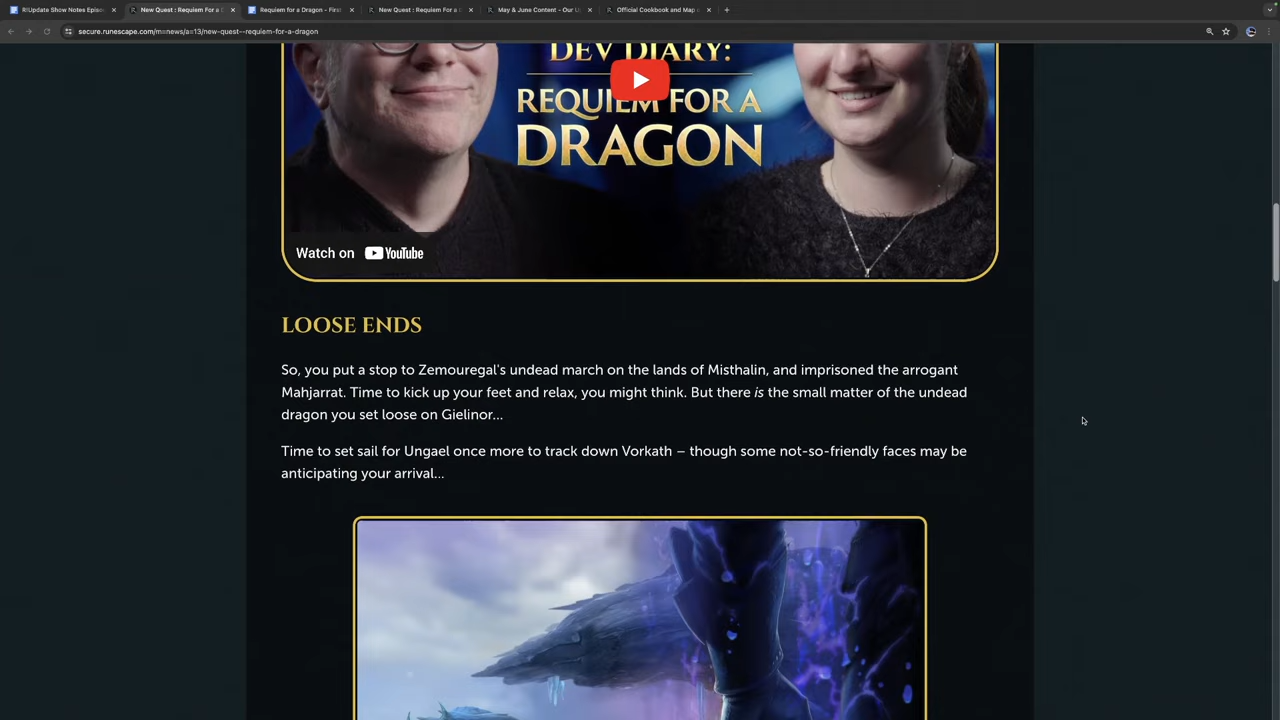 R!Update Show Notes Episo
New Quest : Requiem For a D
Requiem for a Dragon - First
New Quest : Requiem For a D
May & June Content - Our U
Official Cookbook and Map
secure.runescape.com/m=news/a=13/new-quest--requiem-for-a-dragon
DEV DIARY:
REQUIEM FOR A
DRAGON
Watch on YouTube
LOOSE ENDS
So, you put a stop to Zemouregal's undead march on the lands of Misthalin, and imprisoned the arrogant
Mahjarrat. Time to kick up your feet and relax, you might think. But there is the small matter of the undead
dragon you set loose on Gielinor...
Time to set sail for Ungael once more to track down Vorkath – though some not-so-friendly faces may be
anticipating your arrival...